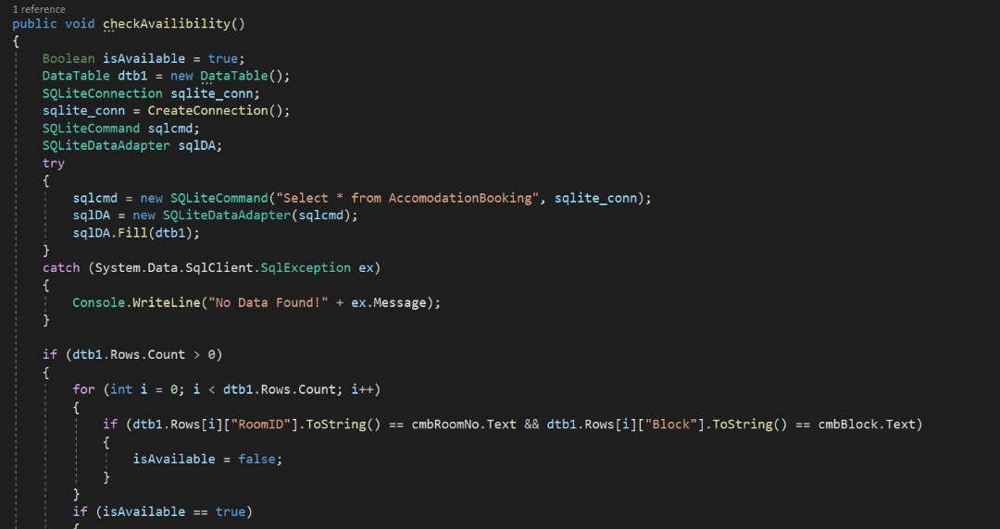 1 reference
public void checkAvailibility()
{
Boolean isAvailable = true;
DataTable dtb1 = new DataTable();
SQLiteConnection sqlite_conn;
sqlite_conn = CreateConnection();
SQLiteCommand sqlcmd;
SQLiteDataAdapter sqlDA;
try
{
sqlcmd = new SQLiteCommand("Select * from AccomodationBooking", sqlite_conn);
sqlDA = new SQLiteDataAdapter(sqlcmd);
sqlDA.Fill(dtb1);
}
catch (System.Data.SqlClient.SqlException ex)
{
Console.WriteLine("No Data Found!" + ex.Message);
}
if (dtb1.Rows.Count > 0)
{
for (int i = 0; i < dtb1.Rows.Count; i++)
{
if (dtb1.Rows[i]["RoomID"].ToString() == cmbRoomNo.Text && dtb1.Rows[i]["Block"].ToString() == cmbBlock.Text)
{
isAvailable = false;
}
}
if (isAvailable == true)
{